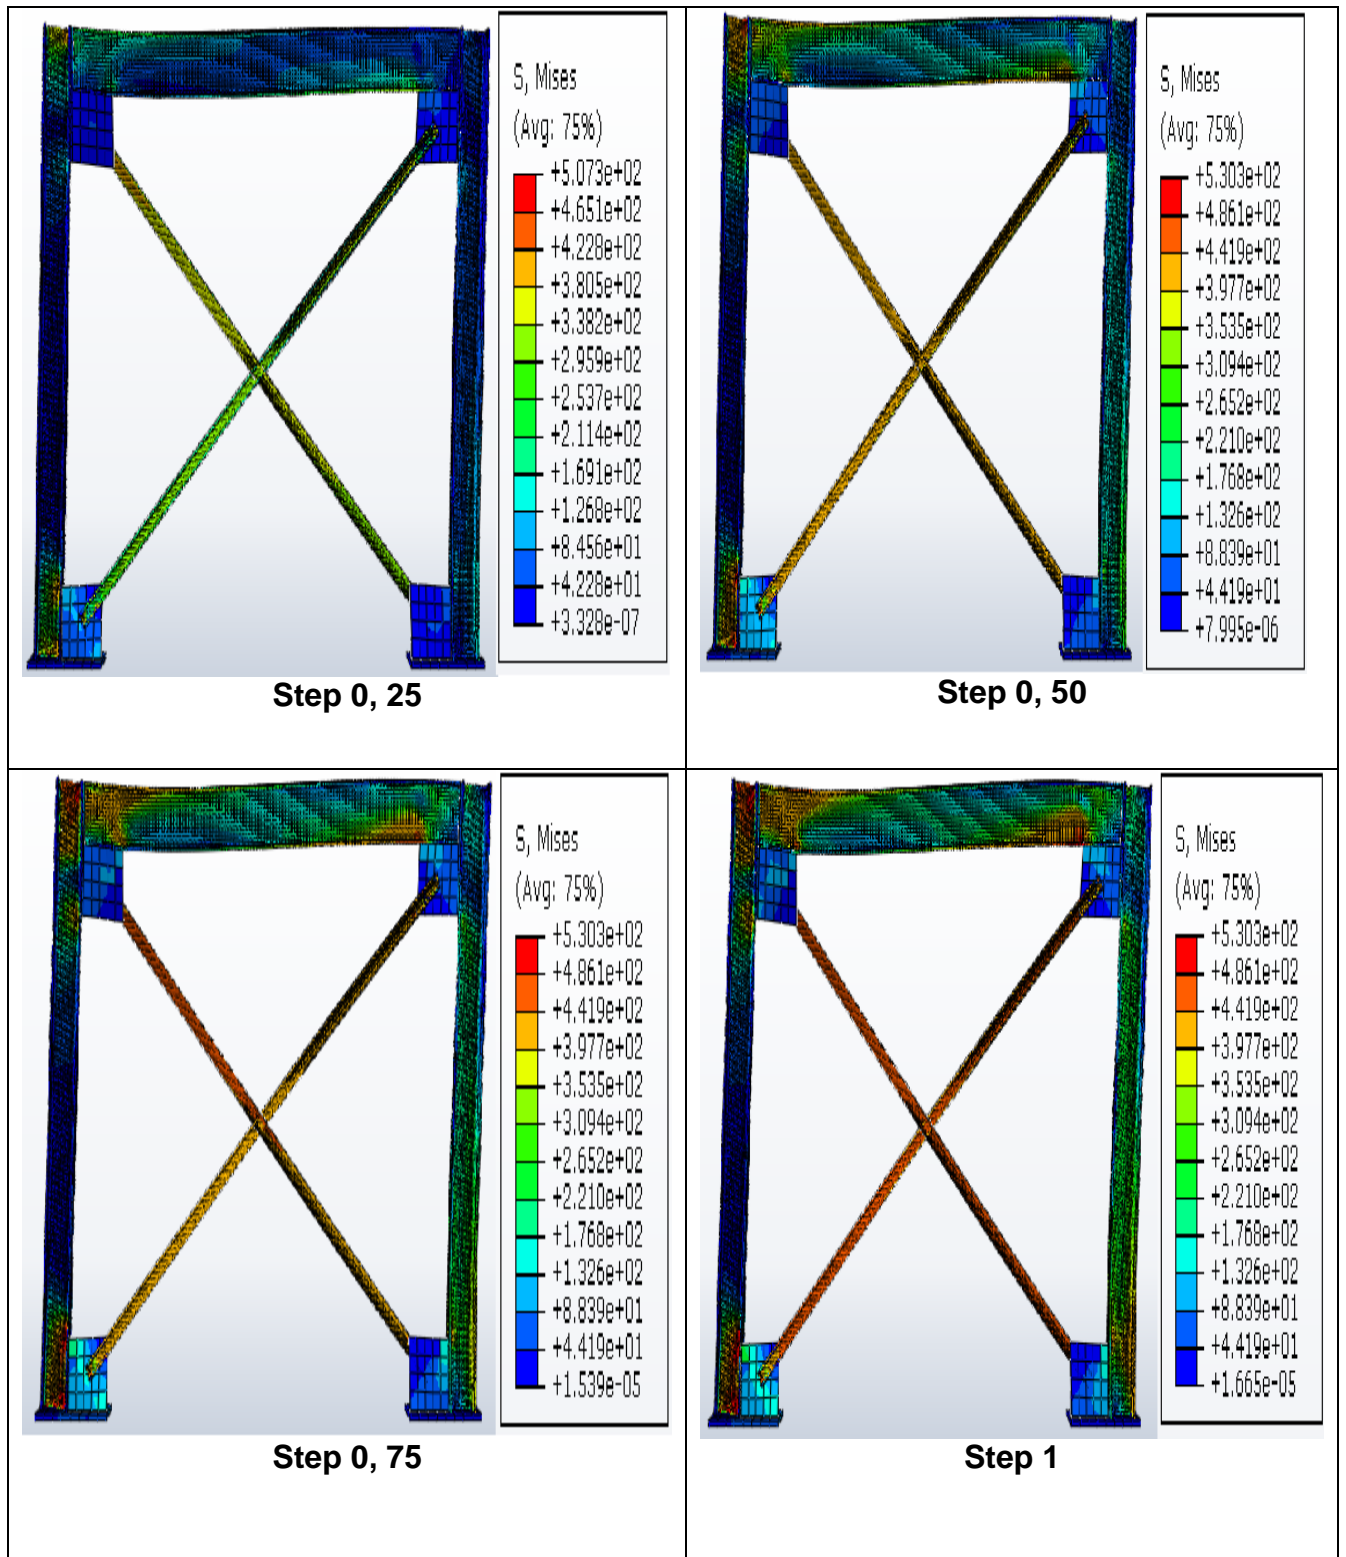 S, Mises
(Avg: 75%)
+5.073e+02
+4.651e+02
+4.228e+02
+3.805e+02
+3.382e+02
+2.959e+02
+2.537e+02
+2.114e+02
+1.691e+02
+1.268e+02
+8.456e+01
+4.228e+01
+3.328e-07
Step 0, 25
S, Mises
(Avg: 75%)
+5.303e+02
+4.861e+02
+4.419e+02
+3.977e+02
+3.535e+02
+3.094e+02
+2.652e+02
+2.210e+02
+1.768e+02
+1.326e+02
+8.839e+01
+4.419e+01
+7.995e-06
Step 0, 50
S, Mises
(Avg: 75%)
+5.303e+02
+4.861e+02
+4.419e+02
+3.977e+02
+3.535e+02
+3.094e+02
+2.652e+02
+2.210e+02
+1.768e+02
+1.326e+02
+8.839e+01
+4.419e+01
+1.539e-05
Step 0, 75
S, Mises
(Avg: 75%)
+5.303e+02
+4.861e+02
+4.419e+02
+3.977e+02
+3.535e+02
+3.094e+02
+2.652e+02
+2.210e+02
+1.768e+02
+1.326e+02
+8.839e+01
+4.419e+01
+1.665e-05
Step 1